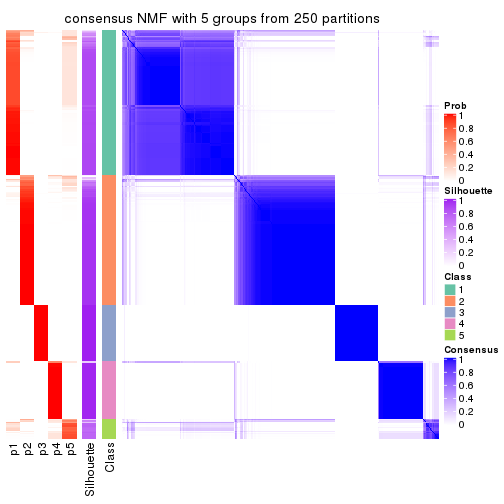 consensus NMF with 5 groups from 250 partitions
Prob
1
0.8
0.6
0.4
0.2
0
Silhouette
1
0.8
0.6
0.4
0.2
0
Class
1
2
3
4
5
Consensus
1
0.8
0.6
0.4
0.2
0
p1
p2
p3
p4
p5
Silhouette
Class